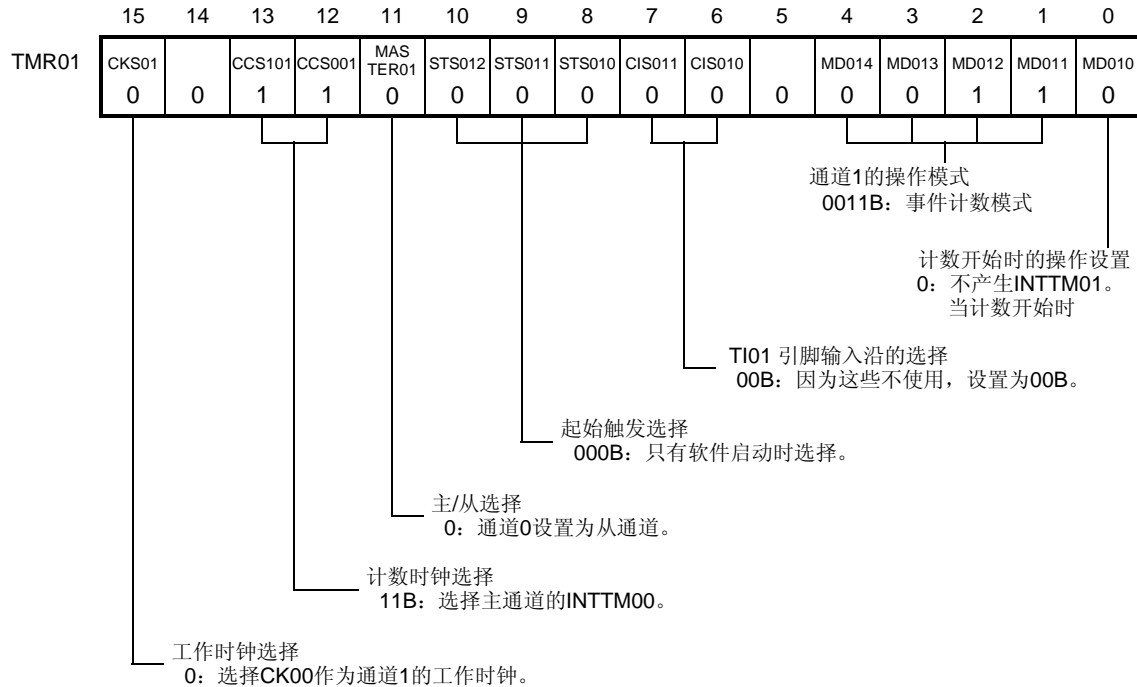 15 14 13 12 11 10 9 8 7 6 5 4 3 2 1 0
TMR01 CKS01 CCS101 CCS001 MAS TER01 STS012 STS011 STS010 CIS011 CIS010 MD014 MD013 MD012 MD011 MD010
0 0 1 1 0 0 0 0 0 0 0 0 0 1 1 0
通道1的操作模式
0011B：事件计数模式
计数开始时的操作设置
0：不产生INTTM01。
当计数开始时
TI01 引脚输入沿的选择
00B：因为这些不使用，设置为00B。
起始触发选择
000B：只有软件启动时选择。
主/从选择
0：通道0设置为从通道。
计数时钟选择
11B：选择主通道的INTTM00。
工作时钟选择
0：选择CK00作为通道1的工作时钟。